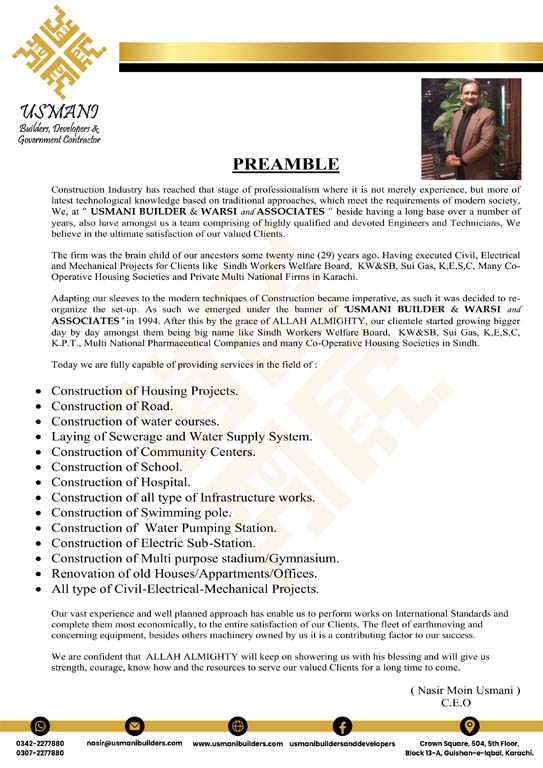 USMANI
Builders, Developers &
Government Contractor
PREAMBLE
Construction Industry has reached that stage of professionalism where it is not merely experience, but more of
latest technological knowledge based on traditional approaches, which meet the requirements of modern society,
We, at " USMANI BUILDER & WARSI and ASSOCIATES " beside having a long base over a number of
years, also have amongst us a team comprising of highly qualified and devoted Engineers and Technicians, We
believe in the ultimate satisfaction of our valued Clients.
The firm was the brain child of our ancestors some twenty nine (29) years ago. Having executed Civil, Electrical
and Mechanical Projects for Clients like Sindh Workers Welfare Board, KW&SB, Sui Gas, K,E,S,C, Many Co-
Operative Housing Societies and Private Multi National Firms in Karachi.
Adapting our sleeves to the modern techniques of Construction became imperative, as such it was decided to re-
organize the set-up. As such we emerged under the banner of "USMANI BUILDER & WARSI and
ASSOCIATES" in 1994. After this by the grace of ALLAH ALMIGHTY, our clientele started growing bigger
day by day amongst them being big name like Sindh Workers Welfare Board, KW&SB, Sui Gas, K,E,S,C,
K.P.T., Multi National Pharmaceutical Companies and many Co-Operative Housing Societies in Sindh.
Today we are fully capable of providing services in the field of :
• Construction of Housing Projects.
• Construction of Road.
• Construction of water courses.
• Laying of Sewerage and Water Supply System.
• Construction of Community Centers.
• Construction of School.
• Construction of Hospital.
• Construction of all type of Infrastructure works.
• Construction of Swimming pole.
• Construction of Water Pumping Station.
• Construction of Electric Sub-Station.
• Construction of Multi purpose stadium/Gymnasium.
• Renovation of old Houses/Appartments/Offices.
• All type of Civil-Electrical-Mechanical Projects.
Our vast experience and well planned approach has enable us to perform works on International Standards and
complete them most economically, to the entire satisfaction of our Clients. The fleet of earthmoving and
concerning equipment, besides others machinery owned by us it is a contributing factor to our success.
We are confident that ALLAH ALMIGHTY will keep on showering us with his blessing and will give us
strength, courage, know how and the resources to serve our valued Clients for a long time to come.
( Nasir Moin Usmani )
C.E.O
0342-2277880
0307-2277880
nasir@usmanibuilders.com
www.usmanibuilders.com
usmanibuildersanddevelopers
Crown Square, 504, 5th Floor,
Block 13-A, Gulshan-e-Iqbal, Karachi.